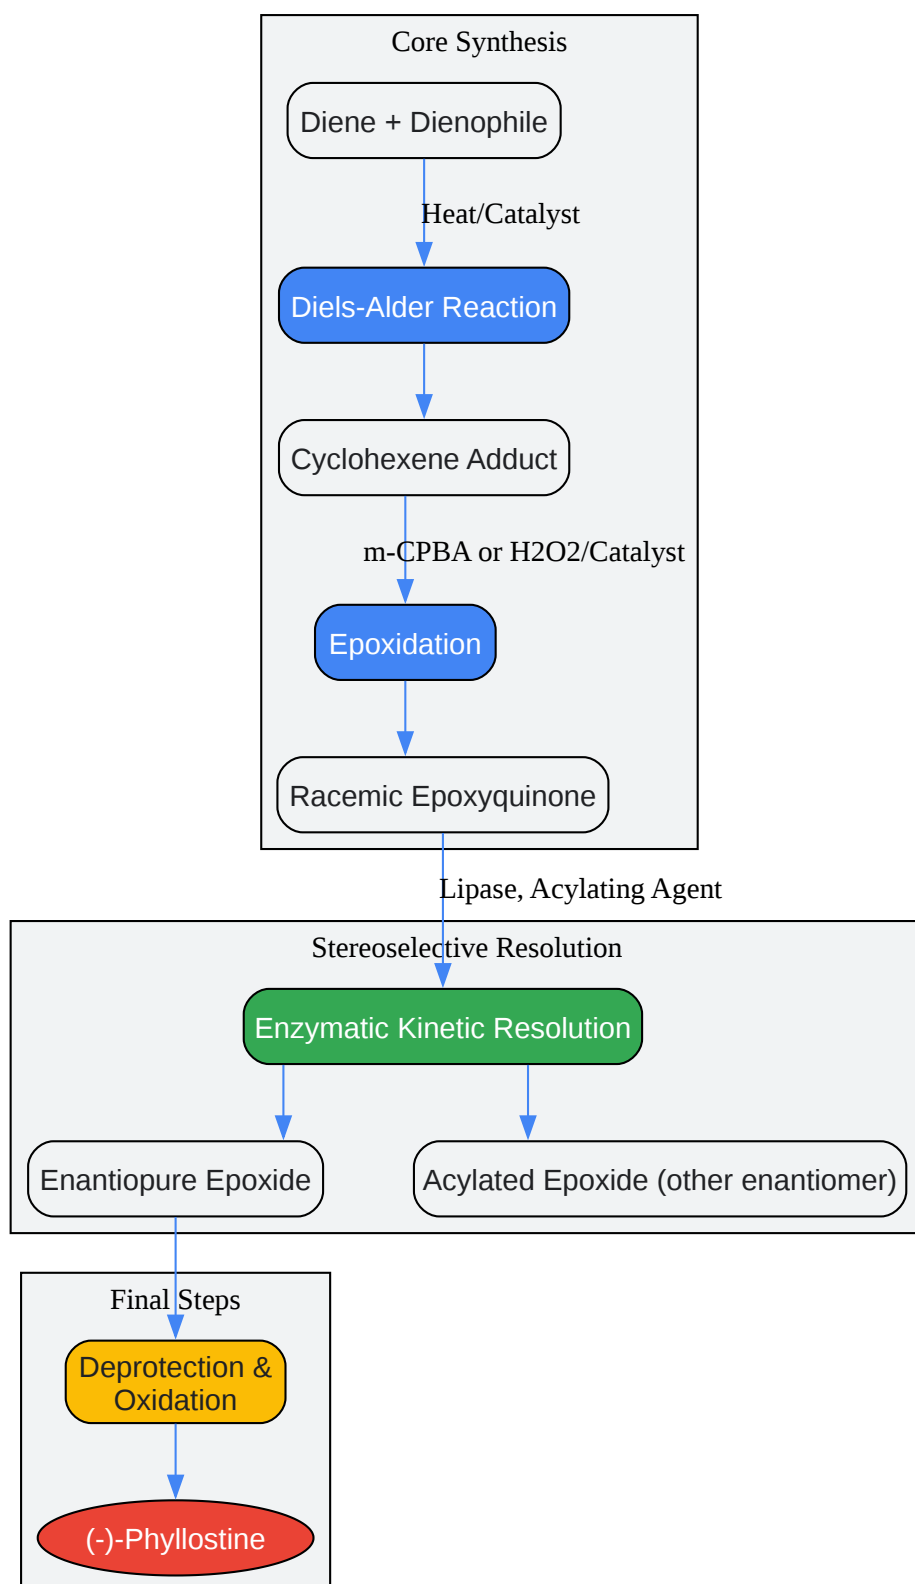 Core Synthesis
Diene + Dienophile
Heat/Catalyst
Diels-Alder Reaction
Cyclohexene Adduct
m-CPBA or H2O2/Catalyst
Epoxidation
Racemic Epoxyquinone
Lipase, Acylating Agent
Stereoselective Resolution
Enzymatic Kinetic Resolution
Enantiopure Epoxide
Acylated Epoxide (other enantiomer)
Final Steps
Deprotection &
Oxidation
(-)-Phyllostine